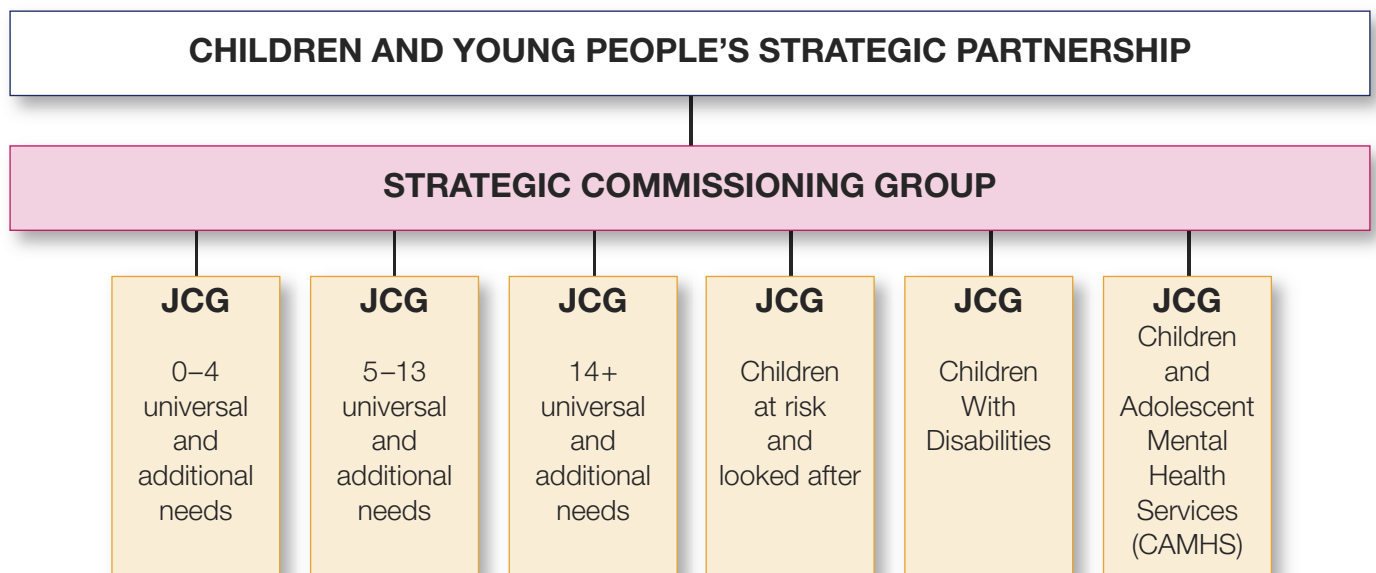 CHILDREN AND YOUNG PEOPLE’S STRATEGIC PARTNERSHIP
STRATEGIC COMMISSIONING GROUP
JCG
0–4
universal
and
additional
needs
JCG
5–13
universal
and
additional
needs
JCG
14+
universal
and
additional
needs
JCG
Children
at risk
and
looked after
JCG
Children
With
Disabilities
JCG
Children
and
Adolescent
Mental
Health
Services
(CAMHS)